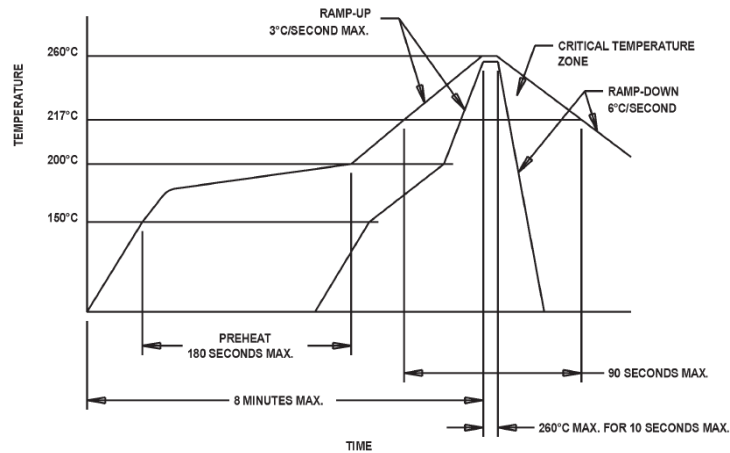 RAMP-UP
3°C/SECOND MAX.
260°C
CRITICAL TEMPERATURE
ZONE
RAMP-DOWN
6°C/SECOND
TEMPERATURE
217°C
200°C
150°C
PREHEAT
180 SECONDS MAX.
90 SECONDS MAX.
8 MINUTES MAX.
260°C MAX. FOR 10 SECONDS MAX.
TIME